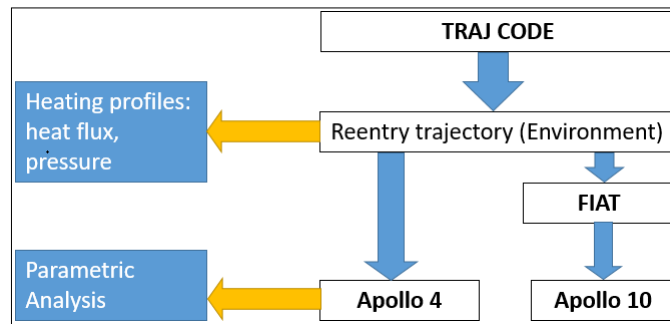 TRAJ CODE
Heating profiles:
heat flux,
pressure
Reentry trajectory (Environment)
FIAT
Parametric
Analysis
Apollo 4
Apollo 10